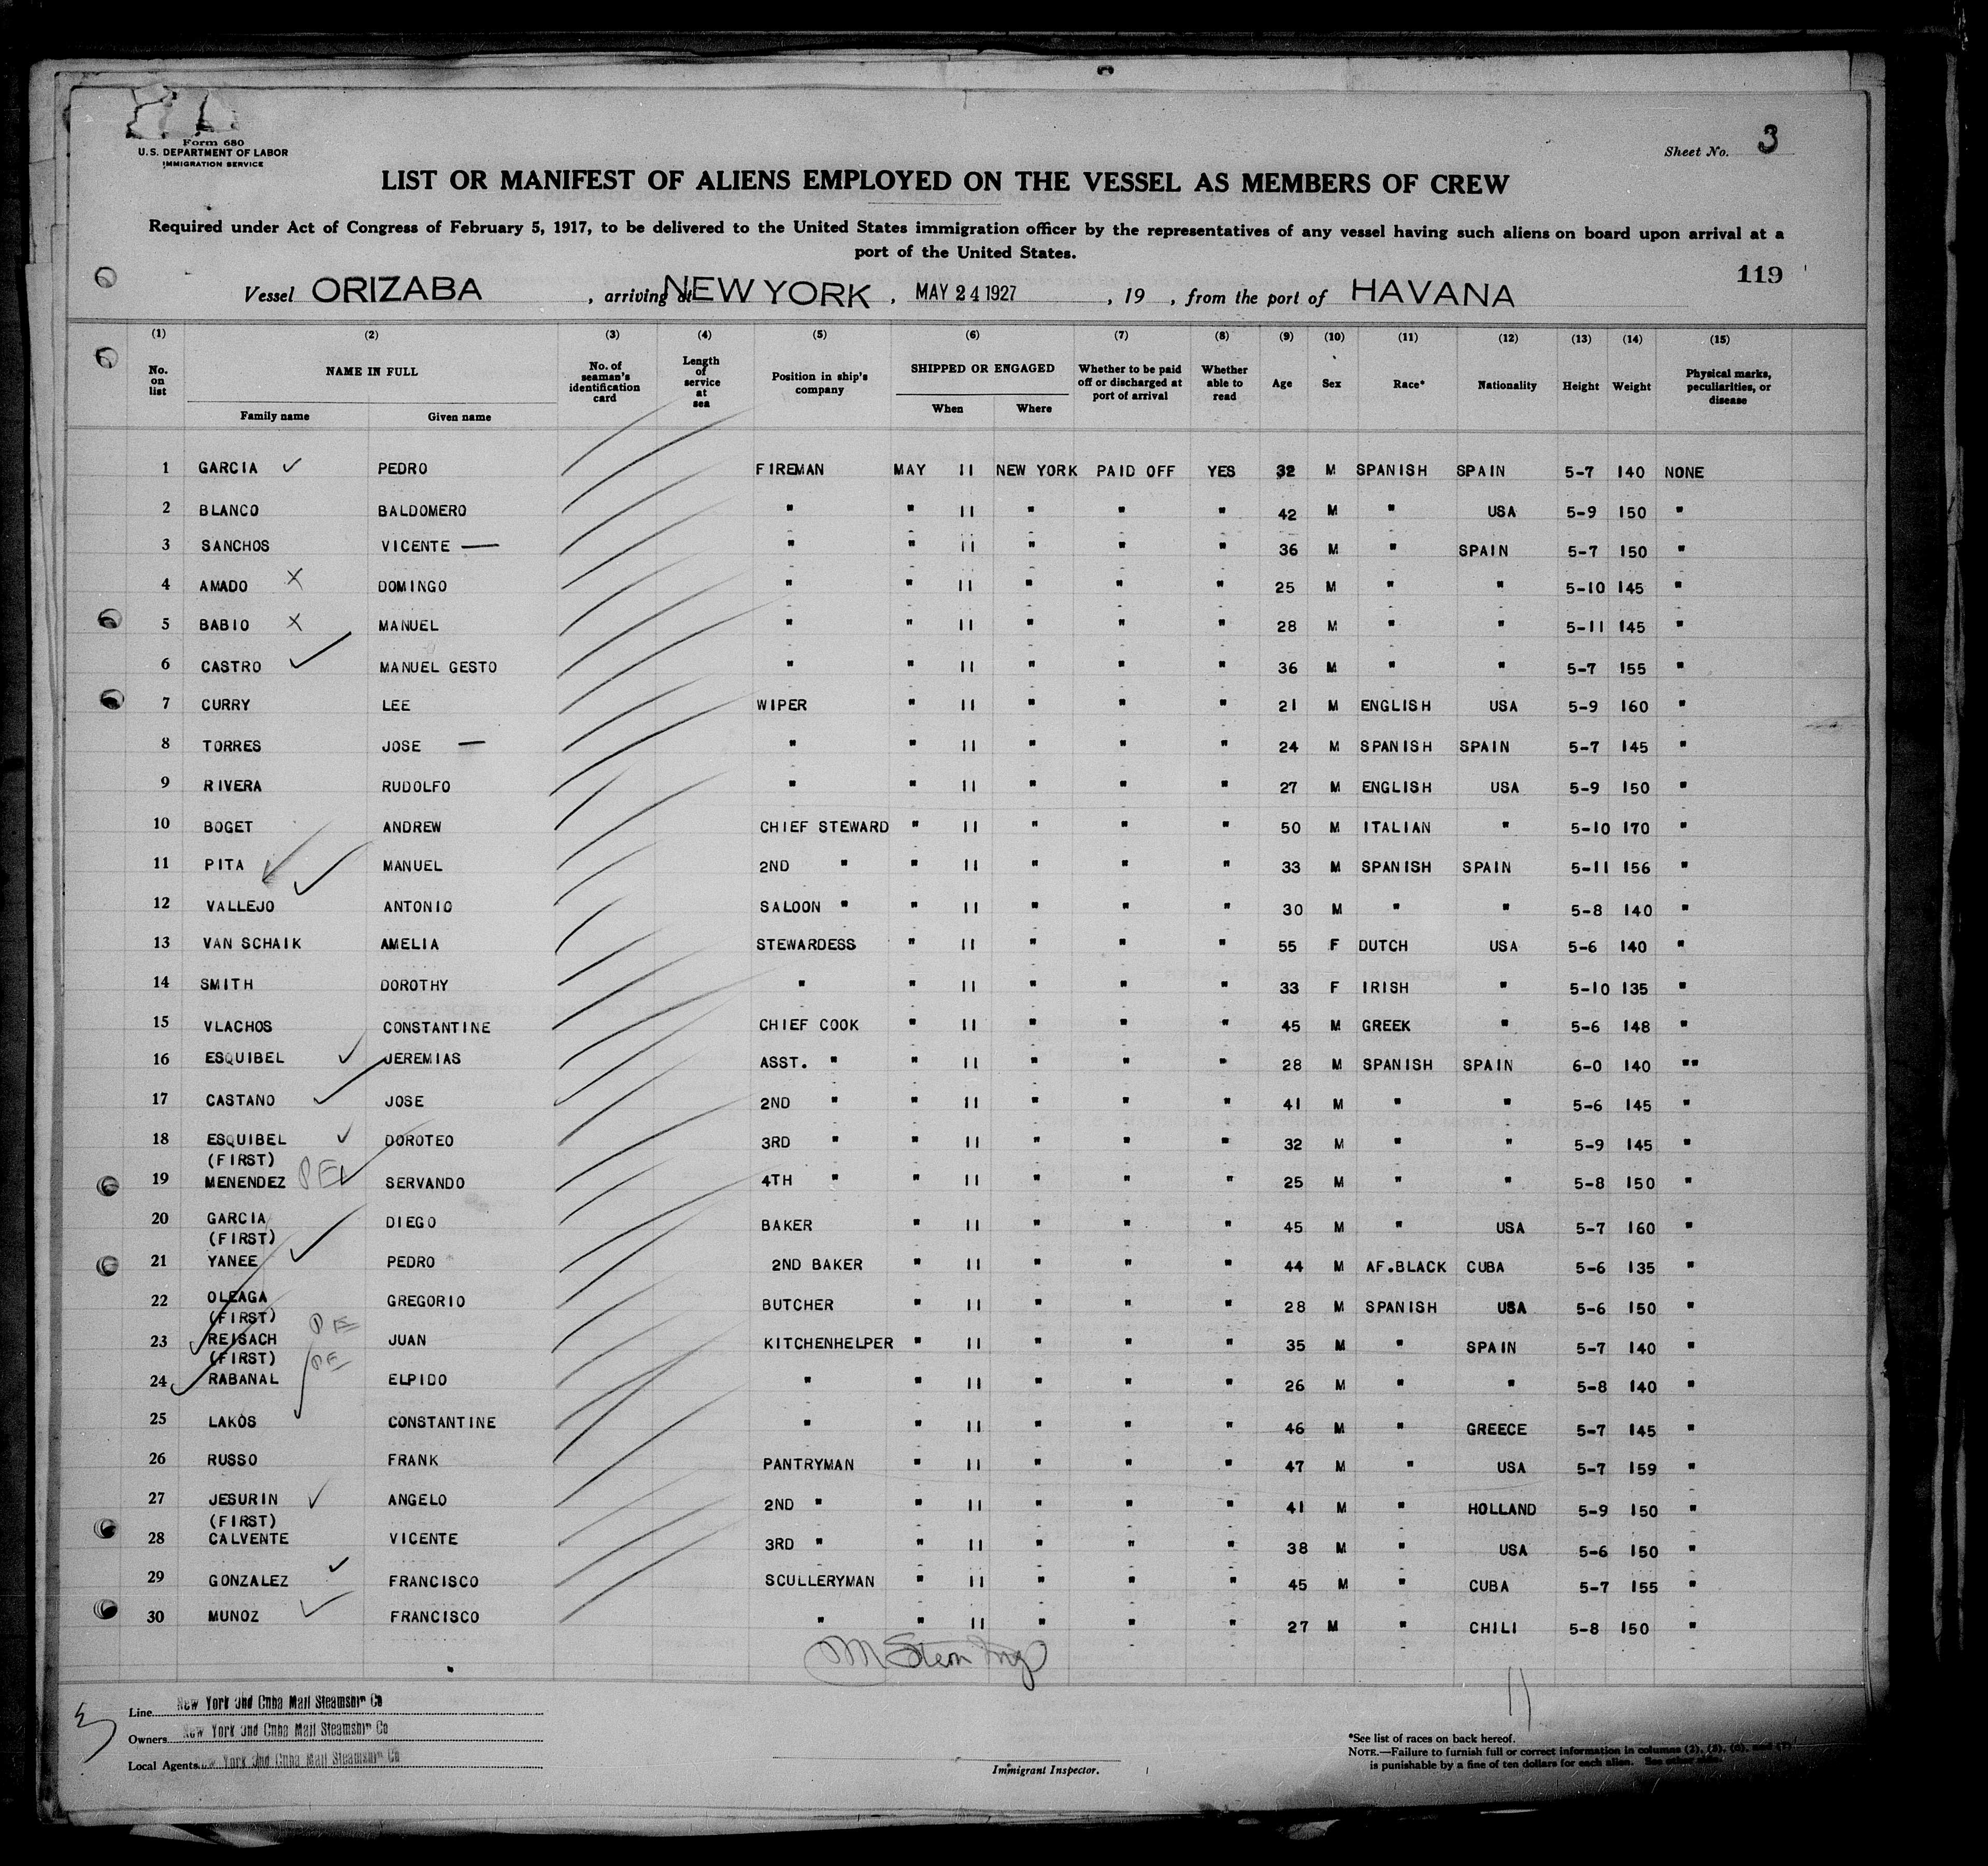 Form 680
U.S. DEPARTMENT OF LABOR
IMMIGRATION SERVICE
Sheet No. 3
LIST OR MANIFEST OF ALIENS EMPLOYED ON THE VESSEL AS MEMBERS OF CREW
Required under Act of Congress of February 5, 1917, to be delivered to the United States immigration officer by the representatives of any vessel having such aliens on board upon arrival at a
port of the United States.
119
Vessel ORIZABA , arriving at NEW YORK , MAY 24 1927 , 19 , from the port of HAVANA
(1) (2) (3) (4) (5) (6) (7) (8) (9) (10) (11) (12) (13) (14) (15)
No. on list NAME IN FULL Family name Given name No. of seaman's identification card Length of service at sea Position in ship's company SHIPPED OR ENGAGED When Where Whether to be paid off or discharged at port of arrival Whether able to read Age Sex Race* Nationality Height Weight Physical marks, peculiarities, or disease
1 GARCIA ✓ PEDRO FIREMAN MAY 11 NEW YORK PAID OFF YES 32 M SPANISH SPAIN 5-7 140 NONE
2 BLANCO BALDOMERO " " 11 " " " 42 M " USA 5-9 150 "
3 SANCHOS VICENTE — " " 11 " " " 36 M " SPAIN 5-7 150 "
4 AMADO X DOMINGO " " 11 " " " 25 M " " 5-10 145 "
5 BABIO X MANUEL " " 11 " " " 28 M " " 5-11 145 "
6 CASTRO ✓ MANUEL GESTO " " 11 " " " 36 M " " 5-7 155 "
7 CURRY LEE WIPER " 11 " " " 21 M ENGLISH USA 5-9 160 "
8 TORRES JOSE — " " 11 " " " 24 M SPANISH SPAIN 5-7 145 "
9 RIVERA RUDOLFO " " 11 " " " 27 M ENGLISH USA 5-9 150 "
10 BOGET ANDREW CHIEF STEWARD " 11 " " " 50 M ITALIAN " 5-10 170 "
11 PITA ✓ MANUEL 2ND " " 11 " " " 33 M SPANISH SPAIN 5-11 156 "
12 VALLEJO ✓ ANTONIO SALOON " " 11 " " " 30 M " " 5-8 140 "
13 VAN SCHAIK AMELIA STEWARDESS " 11 " " " 55 F DUTCH USA 5-6 140 "
14 SMITH DOROTHY " " 11 " " " 33 F IRISH " 5-10 135 "
15 VLACHOS CONSTANTINE CHIEF COOK " 11 " " " 45 M GREEK " 5-6 148 "
16 ESQUIBEL ✓ JEREMIAS ASST. " " 11 " " " 28 M SPANISH SPAIN 6-0 140 ""
17 CASTANO ✓ JOSE 2ND " " 11 " " " 41 M " " 5-6 145 "
18 ESQUIBEL ✓ DOROTEO 3RD " " 11 " " " 32 M " " 5-9 145 "
(FIRST)
19 MENENDEZ PE ✓ SERVANDO 4TH " " 11 " " " 25 M " " 5-8 150 "
20 GARCIA DIEGO BAKER " 11 " " " 45 M " USA 5-7 160 "
(FIRST)
21 YANEE ✓ PEDRO 2ND BAKER " 11 " " " 44 M AF.BLACK CUBA 5-6 135 "
22 OLEAGA GREGORIO BUTCHER " 11 " " " 28 M SPANISH USA 5-6 150 "
(FIRST) PE
23 REISACH JUAN KITCHENHELPER " 11 " " " 35 M " SPAIN 5-7 140 "
(FIRST) PE
24 RABANAL ELPIDO " " 11 " " " 26 M " " 5-8 140 "
25 LAKOS ✓ CONSTANTINE " " 11 " " " 46 M " GREECE 5-7 145 "
26 RUSSO FRANK PANTRYMAN " 11 " " " 47 M " USA 5-7 159 "
27 JESURIN ✓ ANGELO 2ND " " 11 " " " 41 M " HOLLAND 5-9 150 "
(FIRST)
28 CALVENTE VICENTE 3RD " " 11 " " " 38 M " USA 5-6 150 "
29 GONZALEZ ✓ FRANCISCO SCULLERYMAN " 11 " " " 45 M " CUBA 5-7 155 "
30 MUNOZ ✓ FRANCISCO " " 11 " " " 27 M " CHILI 5-8 150 "
M Stern Insp
11
Line New York and Cuba Mail Steamship Co
Owners New York and Cuba Mail Steamship Co
Local Agents New York and Cuba Mail Steamship Co
Immigrant Inspector.
*See list of races on back hereof.
NOTE.—Failure to furnish full or correct information in columns (2), (5), (6), and (7)
is punishable by a fine of ten dollars for each alien. See other side.